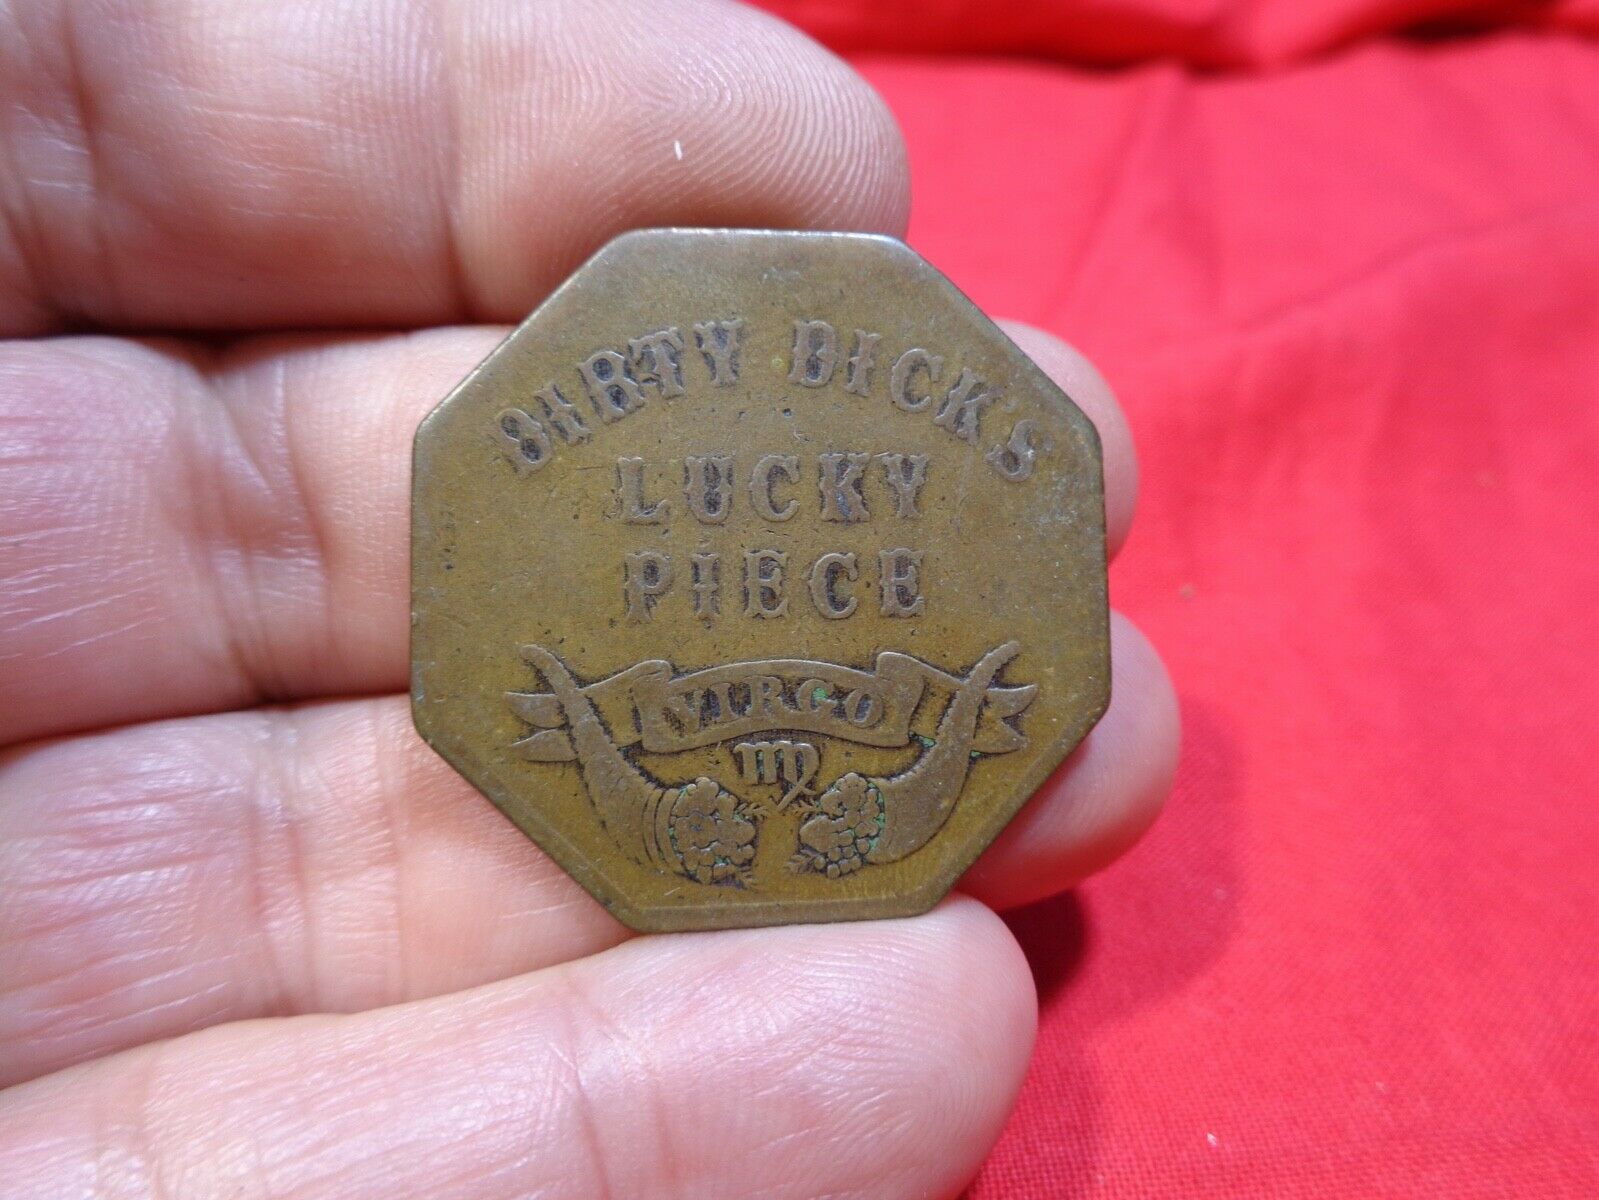 DIRTY DICK'S
LUCKY
PIECE
VIRGO
♍